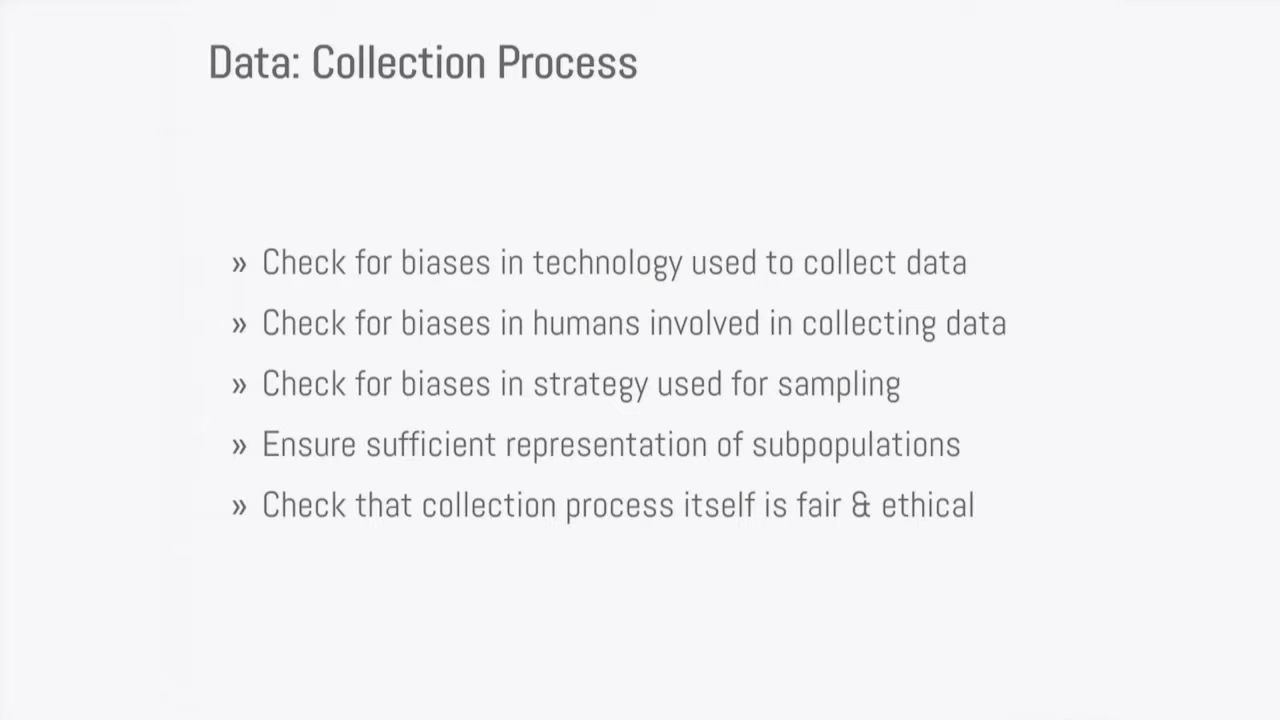 Data: Collection Process
» Check for biases in technology used to collect data
» Check for biases in humans involved in collecting data
» Check for biases in strategy used for sampling
» Ensure sufficient representation of subpopulations
» Check that collection process itself is fair & ethical